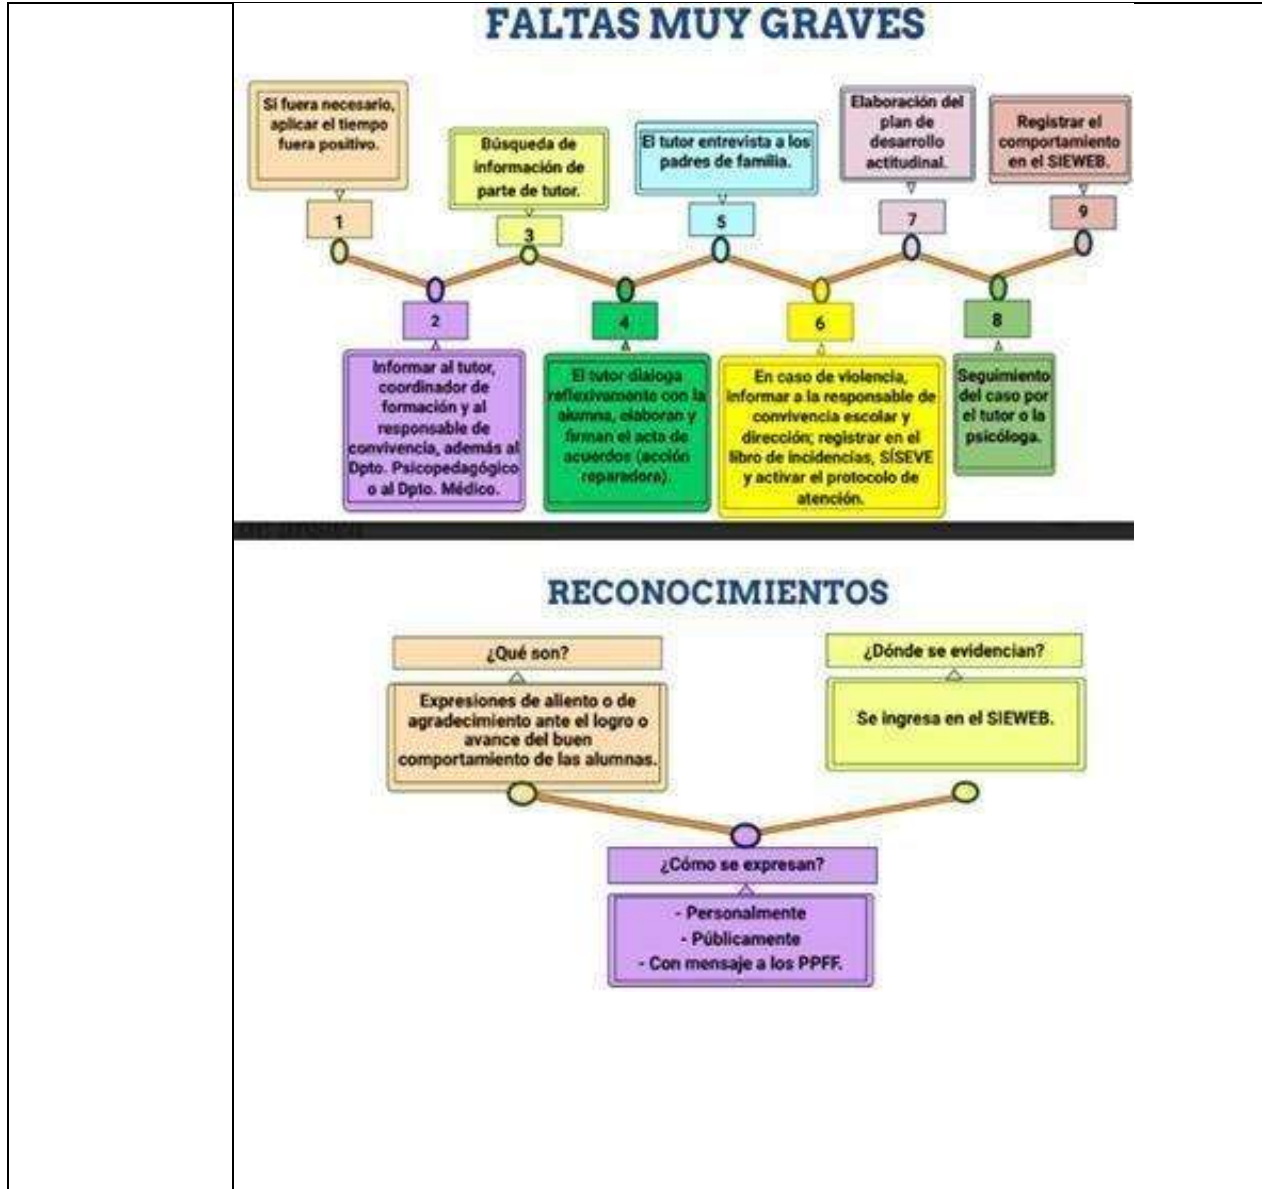 FALTAS MUY GRAVES
Si fuera necesario,
aplicar el tiempo
fuera positivo.
1
2
Informar al tutor,
coordinador de
formación y al
responsable de
convivencia, además al
Dpto. Psicopedagógico
o al Dpto. Médico.
Búsqueda de
información de
parte de tutor.
3
4
El tutor dialoga
reflexivamente con la
alumna, elaboran y
firman el acta de
acuerdos (acción
reparadora).
El tutor entrevista a los
padres de familia.
5
6
En caso de violencia,
informar a la responsable de
convivencia escolar y
dirección; registrar en el
libro de incidencias, SÍSEVE
y activar el protocolo de
atención.
Elaboración del
plan de
desarrollo
actitudinal.
7
8
Seguimiento
del caso por
el tutor o la
psicóloga.
Registrar el
comportamiento
en el SIEWEB.
9
RECONOCIMIENTOS
¿Qué son?
Expresiones de aliento o de
agradecimiento ante el logro o
avance del buen
comportamiento de las alumnas.
¿Cómo se expresan?
- Personalmente
- Públicamente
- Con mensaje a los PPFF.
¿Dónde se evidencian?
Se ingresa en el SIEWEB.